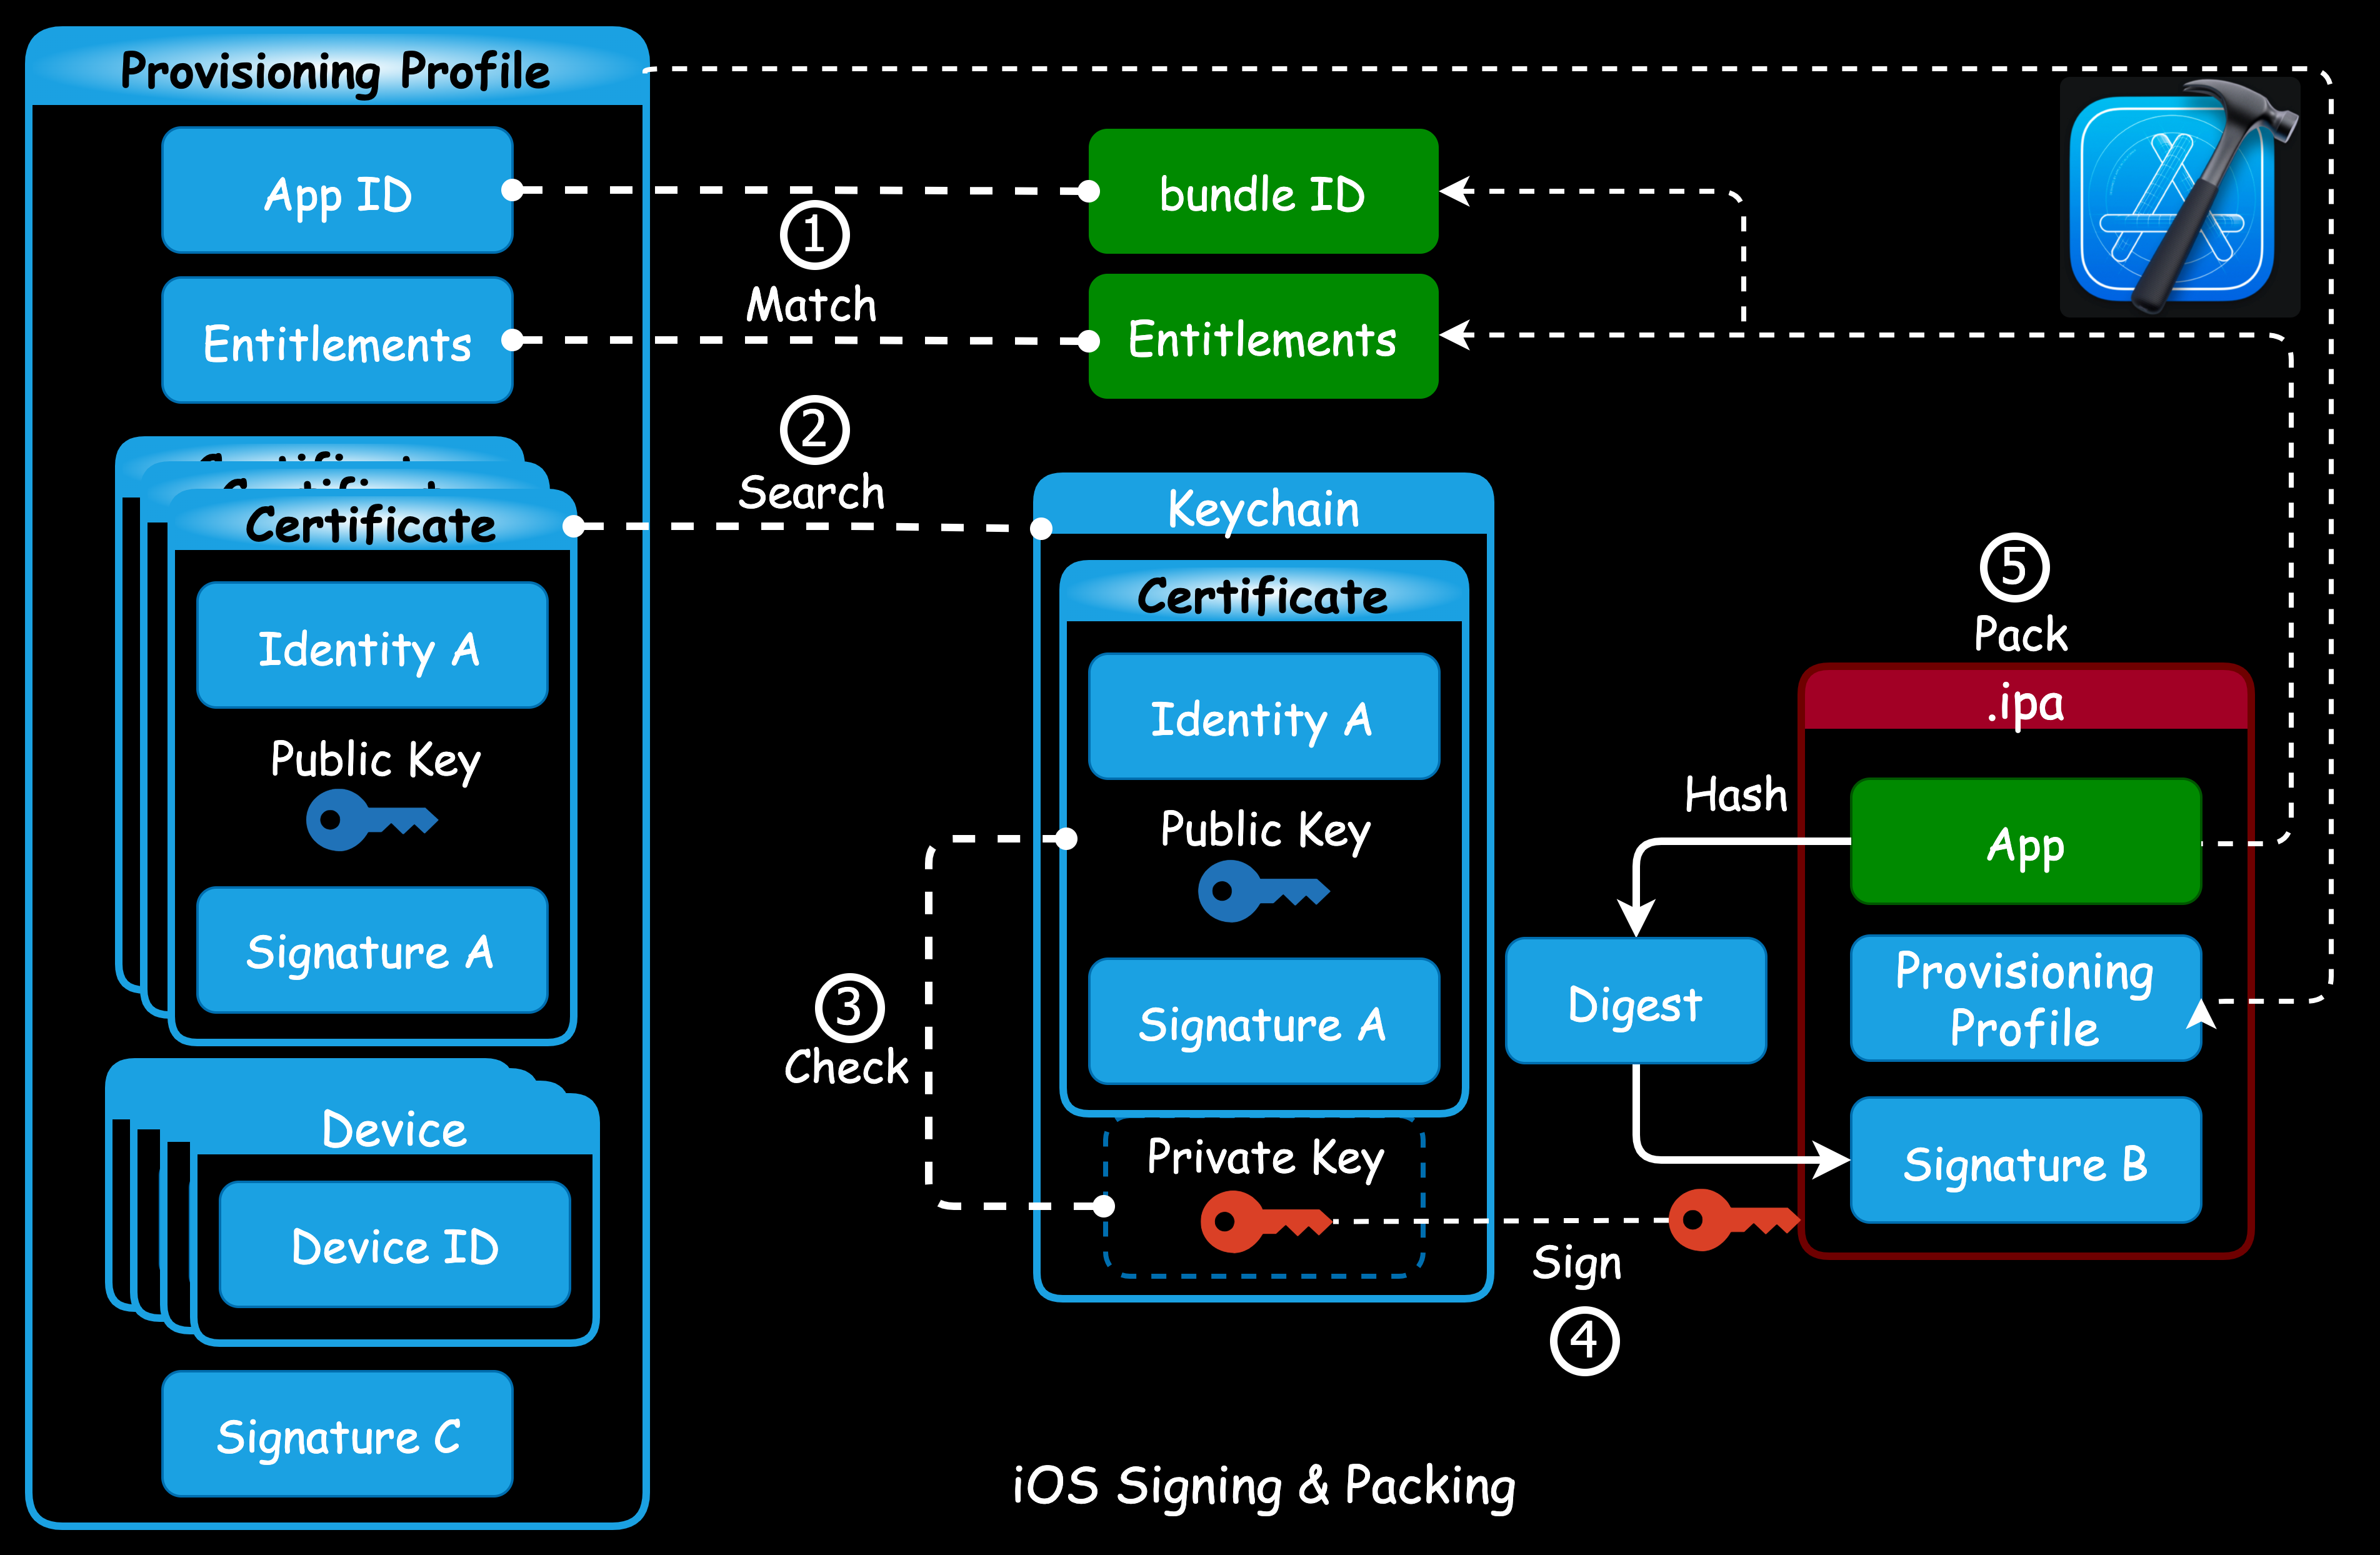 Provisioning Profile
App ID
Entitlements
Certificate
Certificate
Certificate
Identity A
Public Key
Signature A
Device
Device ID
Signature C
1
Match
2
Search
3
Check
bundle ID
Entitlements
Keychain
Certificate
Identity A
Public Key
Signature A
Private Key
Sign
4
Hash
Digest
5
Pack
.ipa
App
Provisioning
Profile
Signature B
iOS Signing & Packing